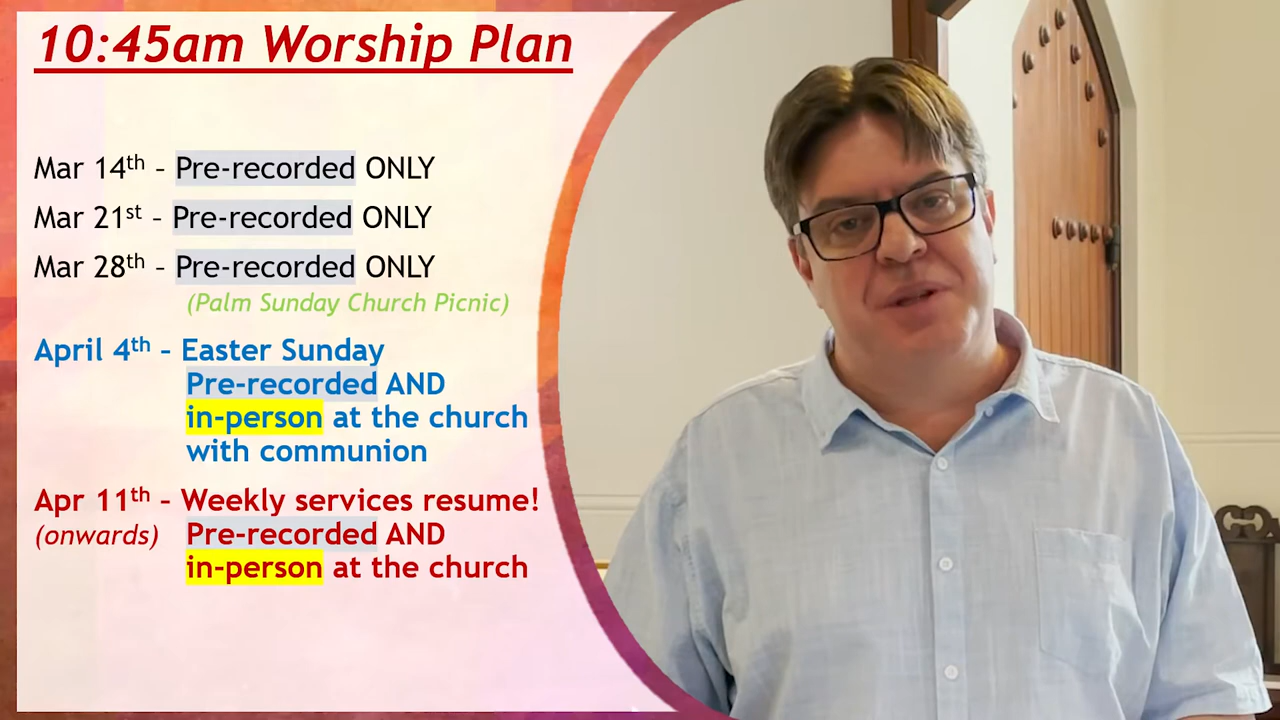 10:45am Worship Plan
Mar 14th – Pre-recorded ONLY
Mar 21st – Pre-recorded ONLY
Mar 28th – Pre-recorded ONLY
(Palm Sunday Church Picnic)
April 4th – Easter Sunday
Pre-recorded AND
in-person at the church
with communion
Apr 11th – Weekly services resume!
(onwards) Pre-recorded AND
in-person at the church